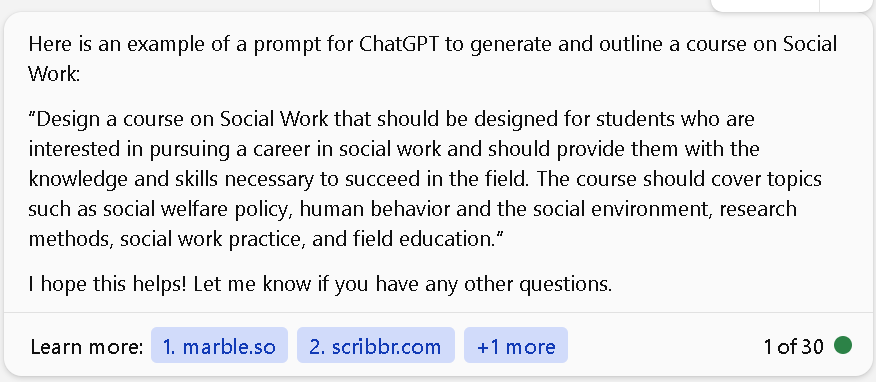 Here is an example of a prompt for ChatGPT to generate and outline a course on Social
Work:
“Design a course on Social Work that should be designed for students who are
interested in pursuing a career in social work and should provide them with the
knowledge and skills necessary to succeed in the field. The course should cover topics
such as social welfare policy, human behavior and the social environment, research
methods, social work practice, and field education.”
I hope this helps! Let me know if you have any other questions.
Learn more: 1. marble.so 2. scribbr.com +1 more 1 of 30